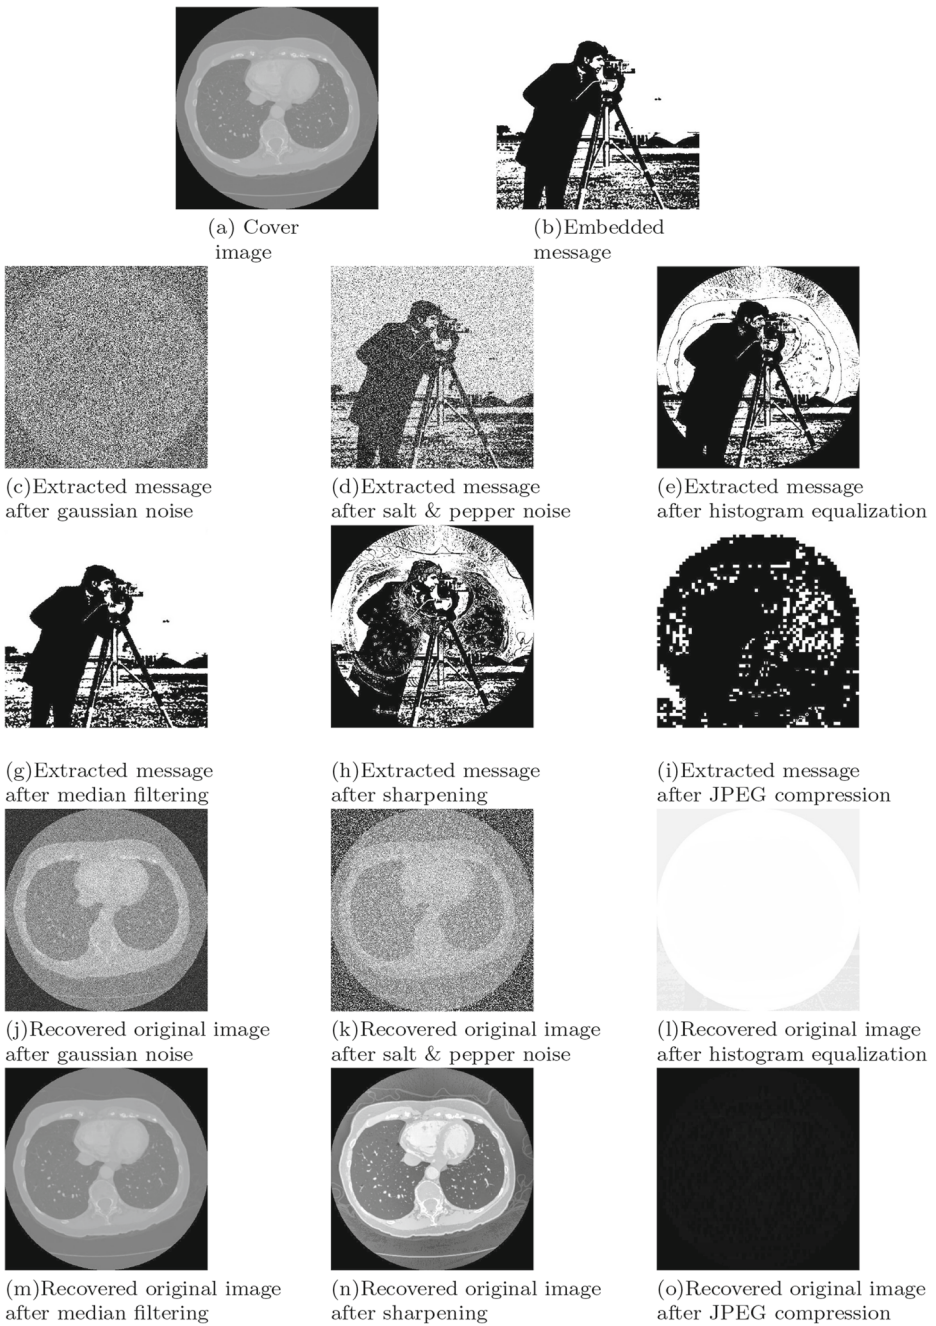 (a) Cover
image
(b)Embedded
message
(c)Extracted message
after gaussian noise
(d)Extracted message
after salt & pepper noise
(e)Extracted message
after histogram equalization
(g)Extracted message
after median filtering
(h)Extracted message
after sharpening
(i)Extracted message
after JPEG compression
(j)Recovered original image
after gaussian noise
(k)Recovered original image
after salt & pepper noise
(l)Recovered original image
after histogram equalization
(m)Recovered original image
after median filtering
(n)Recovered original image
after sharpening
(o)Recovered original image
after JPEG compression